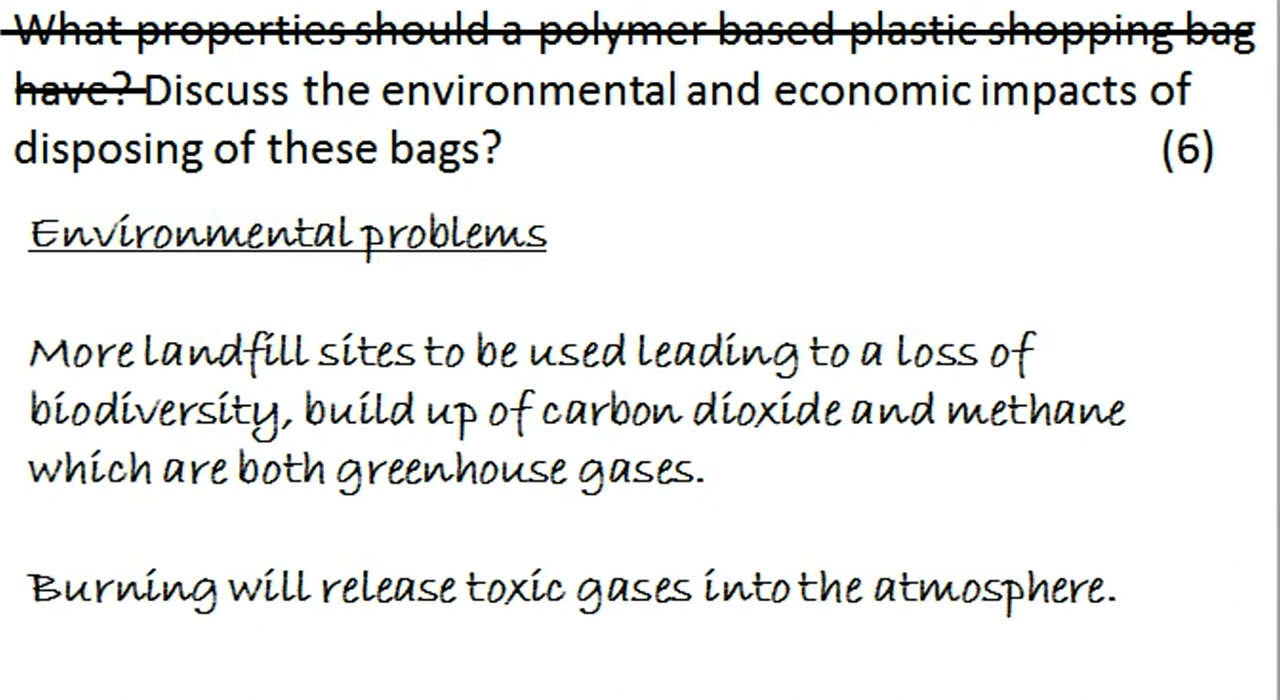 What properties should a polymer based plastic shopping bag
have? Discuss the environmental and economic impacts of
disposing of these bags? (6)
Environmental problems
More landfill sites to be used leading to a loss of
biodiversity, build up of carbon dioxide and methane
which are both greenhouse gases.
Burning will release toxic gases into the atmosphere.